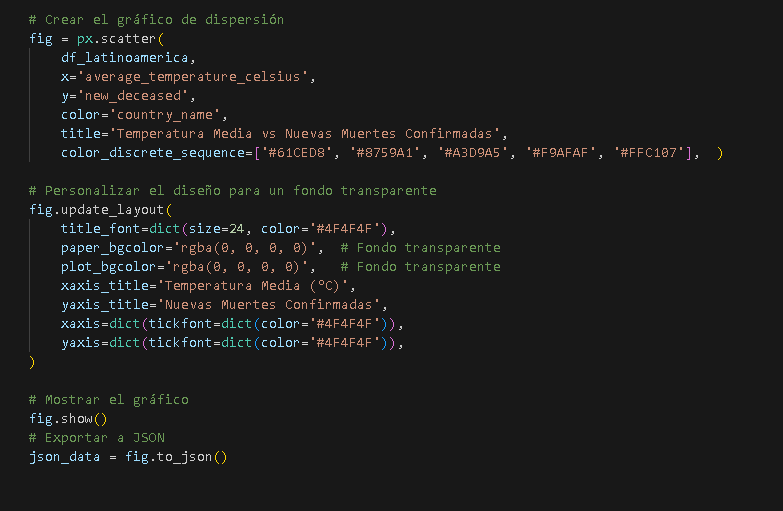 # Crear el gráfico de dispersión
fig = px.scatter(
    df_latinoamerica,
    x='average_temperature_celsius',
    y='new_deceased',
    color='country_name',
    title='Temperatura Media vs Nuevas Muertes Confirmadas',
    color_discrete_sequence=['#61CED8', '#8759A1', '#A3D9A5', '#F9AFAF', '#FFC107'],  )

# Personalizar el diseño para un fondo transparente
fig.update_layout(
    title_font=dict(size=24, color='#4F4F4F'),
    paper_bgcolor='rgba(0, 0, 0, 0)',  # Fondo transparente
    plot_bgcolor='rgba(0, 0, 0, 0)',   # Fondo transparente
    xaxis_title='Temperatura Media (°C)',
    yaxis_title='Nuevas Muertes Confirmadas',
    xaxis=dict(tickfont=dict(color='#4F4F4F')),
    yaxis=dict(tickfont=dict(color='#4F4F4F')),
)

# Mostrar el gráfico
fig.show()
# Exportar a JSON
json_data = fig.to_json()